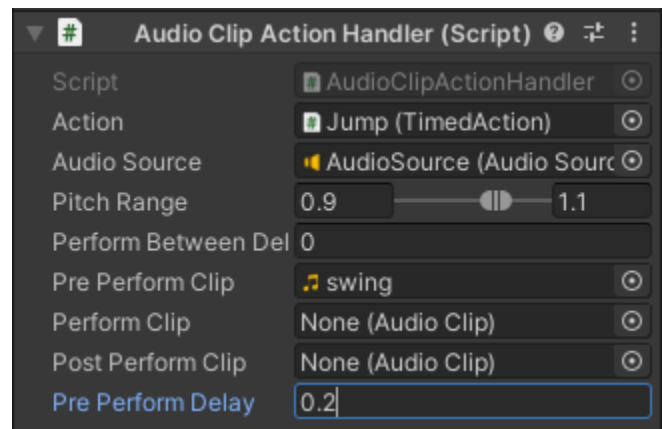 # Audio Clip Action Handler (Script)
Script # AudioClipActionHandler
Action # Jump (TimedAction)
Audio Source AudioSource (Audio Sourc
Pitch Range 0.9 1.1
Perform Between Del 0
Pre Perform Clip swing
Perform Clip None (Audio Clip)
Post Perform Clip None (Audio Clip)
Pre Perform Delay 0.2